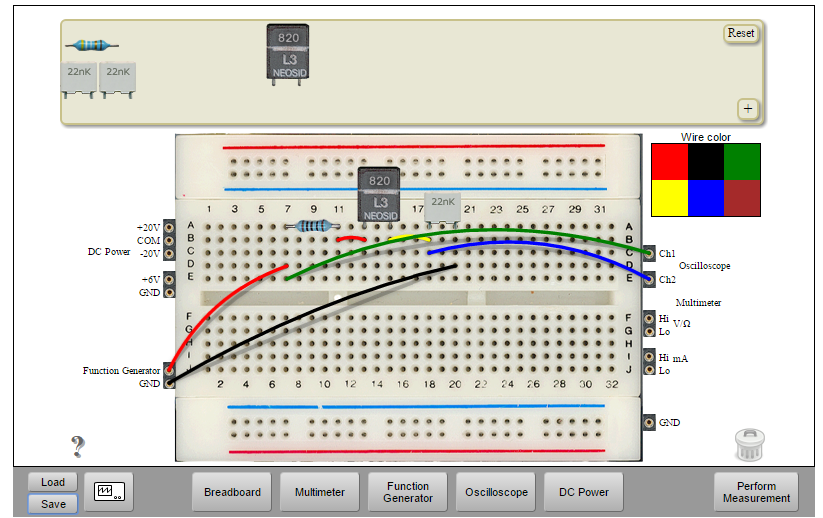 820
L3
NEOSID
22nK 22nK
Reset
+
Wire color
820
L3
NEOSID
22nK
1 3 5 7 9 11 17 21 23 25 27 29 31
A A
B B
C C
D D
E E
+20V
COM
DC Power -20V
+6V
GND
Ch1
Oscilloscope
Ch2
Multimeter
F F
G G
H H
I I
J J
Hi V/Ω
Lo
Hi mA
Lo
Function Generator
GND
2 4 6 8 10 12 14 16 18 20 22 24 26 28 30 32
GND
?
Load
Save
Breadboard
Multimeter
Function
Generator
Oscilloscope
DC Power
Perform
Measurement